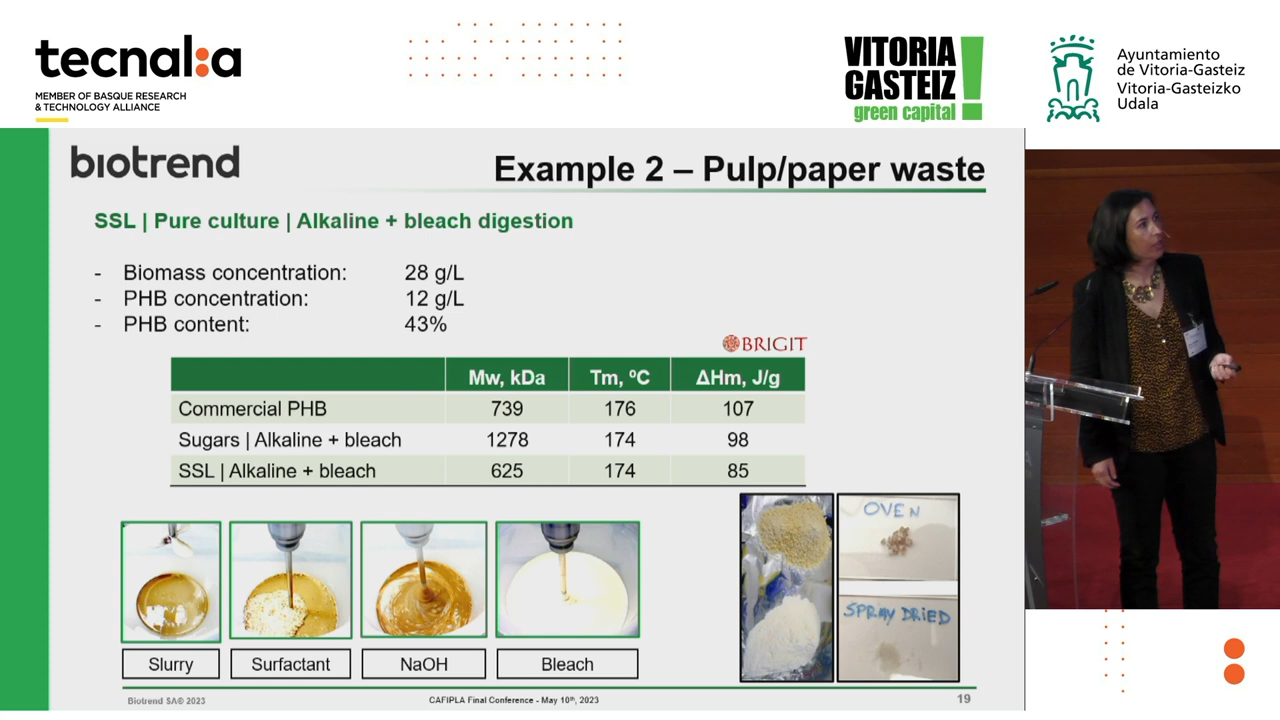 tecnal:a
MEMBER OF BASQUE RESEARCH
& TECHNOLOGY ALLIANCE
VITORIA
GASTEIZ
green capital
Ayuntamiento
de Vitoria-Gasteiz
Vitoria-Gasteizko
Udala
biotrend
Example 2 – Pulp/paper waste
SSL | Pure culture | Alkaline + bleach digestion
- Biomass concentration: 28 g/L
- PHB concentration: 12 g/L
- PHB content: 43%
BRIGIT
Mw, kDa Tm, ºC ΔHm, J/g
Commercial PHB 739 176 107
Sugars | Alkaline + bleach 1278 174 98
SSL | Alkaline + bleach 625 174 85
OVEN
SPRAY DRIED
Slurry Surfactant NaOH Bleach
Biotrend SA© 2023 CAFIPLA Final Conference - May 10th, 2023 19